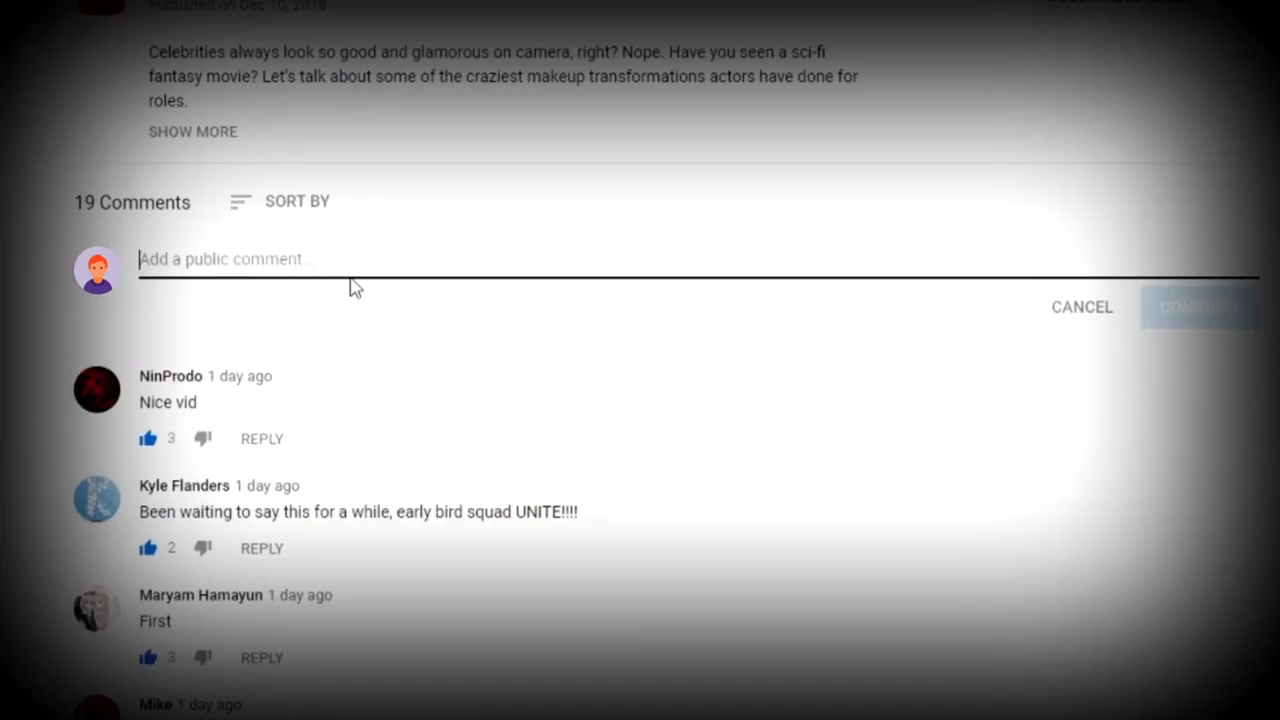 Published on Dec 10, 2018
Celebrities always look so good and glamorous on camera, right? Nope. Have you seen a sci-fi
fantasy movie? Let's talk about some of the craziest makeup transformations actors have done for
roles.
SHOW MORE
19 Comments
SORT BY
Add a public comment...
CANCEL
COMMENT
NinProdo 1 day ago
Nice vid
3
REPLY
Kyle Flanders 1 day ago
Been waiting to say this for a while, early bird squad UNITE!!!!
2
REPLY
Maryam Hamayun 1 day ago
First
3
REPLY
Mike 1 day ago